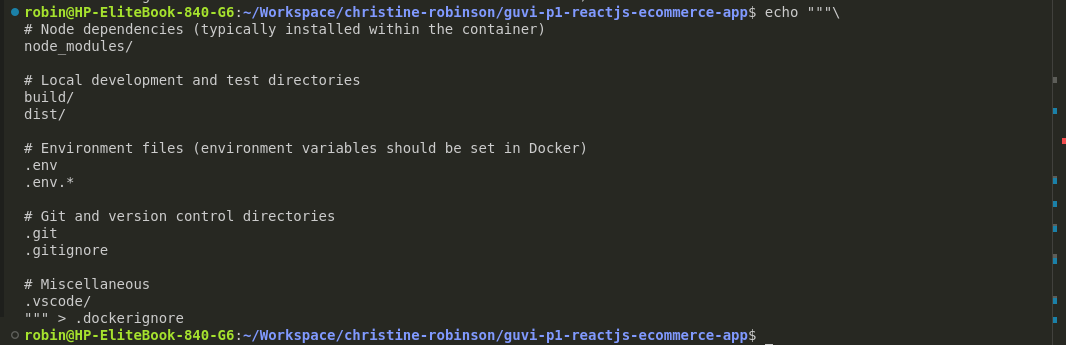 robin@HP-EliteBook-840-G6:~/Workspace/christine-robinson/guvi-p1-reactjs-ecommerce-app$ echo """\
# Node dependencies (typically installed within the container)
node_modules/
# Local development and test directories
build/
dist/
# Environment files (environment variables should be set in Docker)
.env
.env.*
# Git and version control directories
.git
.gitignore
# Miscellaneous
.vscode/
""" > .dockerignore
robin@HP-EliteBook-840-G6:~/Workspace/christine-robinson/guvi-p1-reactjs-ecommerce-app$